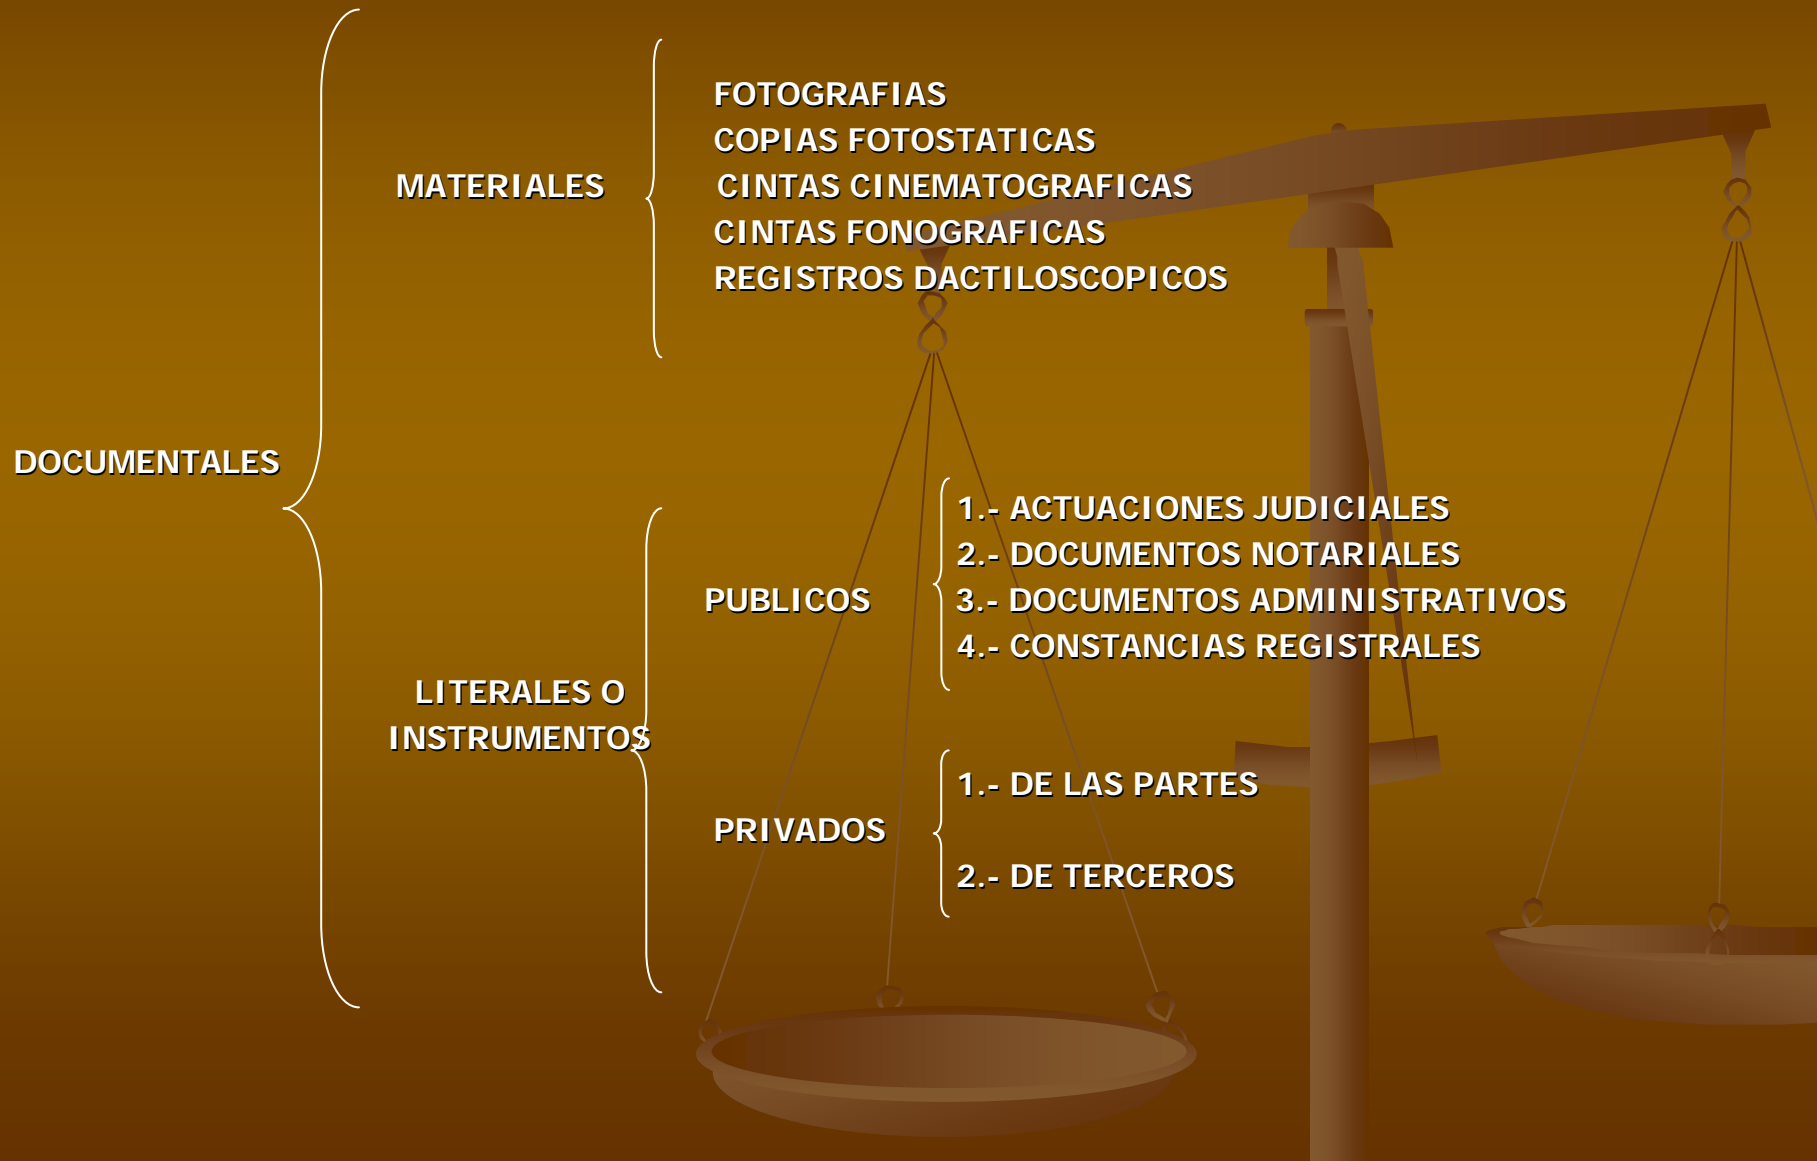 FOTOGRAFIAS
COPIAS FOTOSTATICAS
MATERIALES
CINTAS CINEMATOGRAFICAS
CINTAS FONOGRAFICAS
REGISTROS DACTILOSCOPICOS
DOCUMENTALES
1.- ACTUACIONES JUDICIALES
2.- DOCUMENTOS NOTARIALES
PUBLICOS
3.- DOCUMENTOS ADMINISTRATIVOS
4.- CONSTANCIAS REGISTRALES
LITERALES O
INSTRUMENTOS
1.- DE LAS PARTES
PRIVADOS
2.- DE TERCEROS